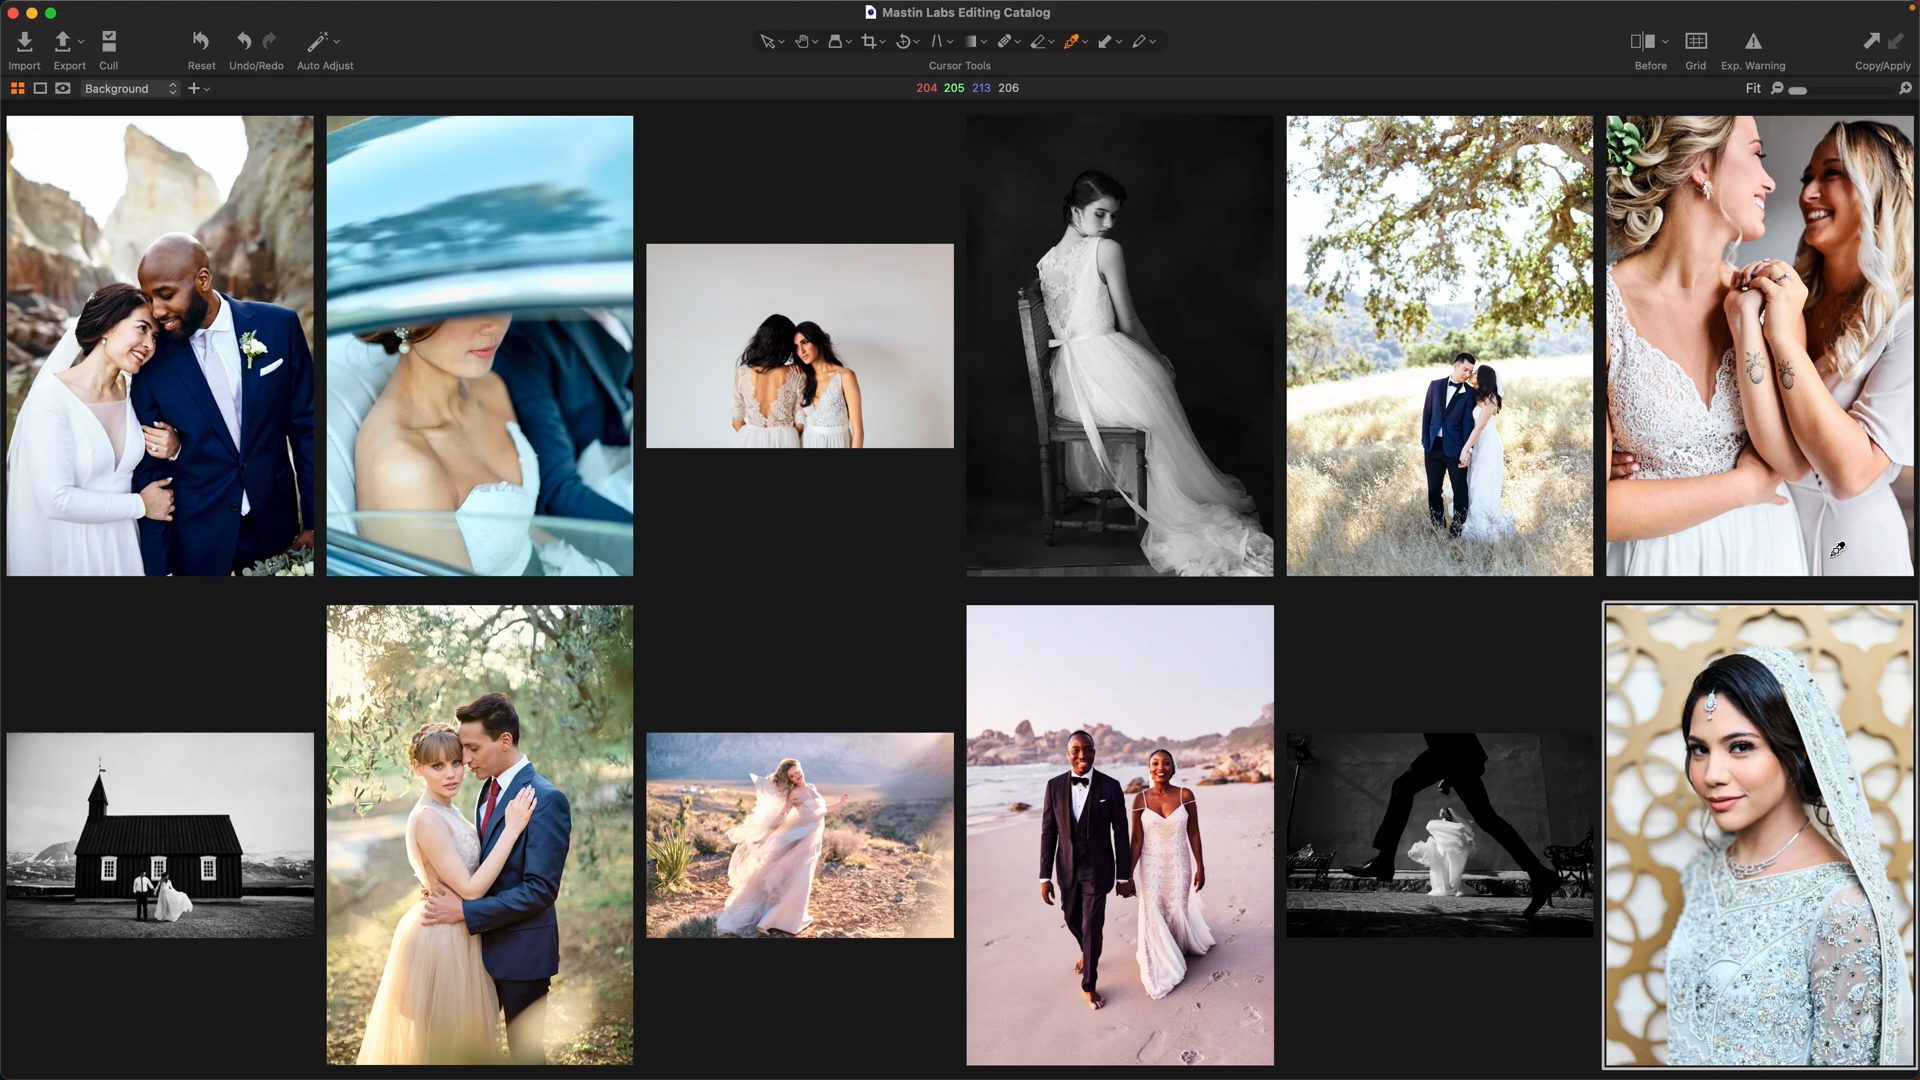 Mastin Labs Editing Catalog
Import Export Cull Reset Undo/Redo Auto Adjust Cursor Tools Before Grid Exp. Warning Copy/Apply
Background 204 205 213 206 Fit